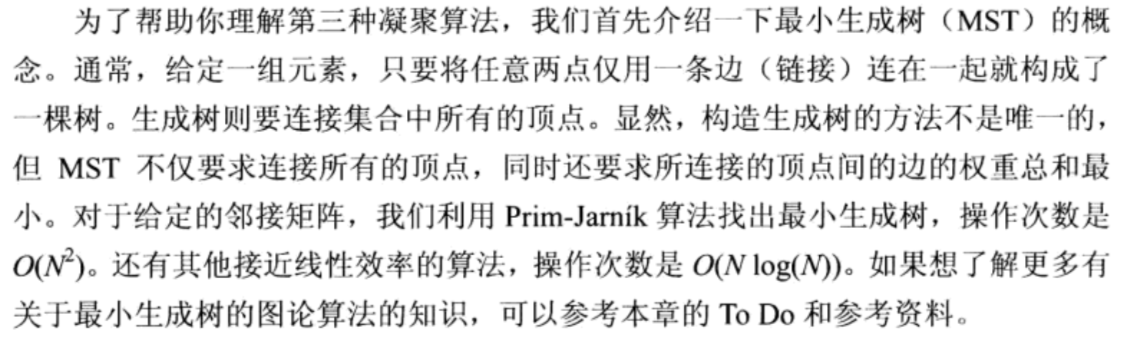 为了帮助你理解第三种凝聚算法，我们首先介绍一下最小生成树（MST）的概
念。通常，给定一组元素，只要将任意两点仅用一条边（链接）连在一起就构成了
一棵树。生成树则要连接集合中所有的顶点。显然，构造生成树的方法不是唯一的，
但 MST 不仅要求连接所有的顶点，同时还要求所连接的顶点间的边的权重总和最
小。对于给定的邻接矩阵，我们利用 Prim-Jarník 算法找出最小生成树，操作次数是
O(N²)。还有其他接近线性效率的算法，操作次数是 O(N log(N))。如果想了解更多有
关于最小生成树的图论算法的知识，可以参考本章的 To Do 和参考资料。